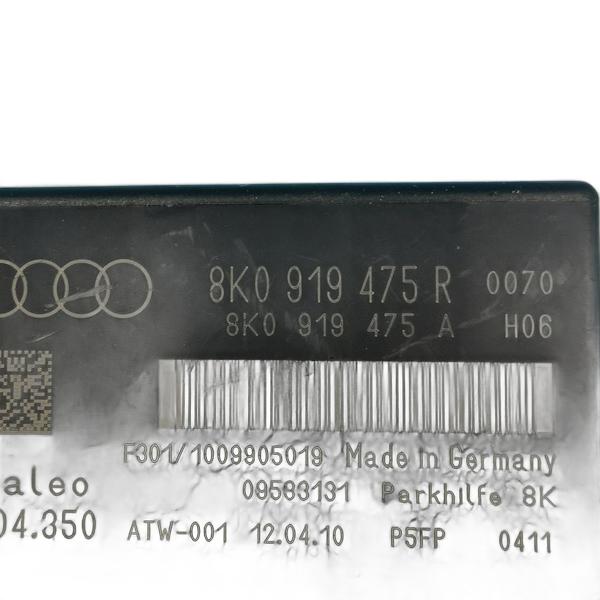 8K0 919 475 R 0070
8K0 919 475 A H06
F301/1009905019 Made in Germany
aleo 09583131 Parkhilfe 8K
04.350 ATW-001 12.04.10 P5FP 0411